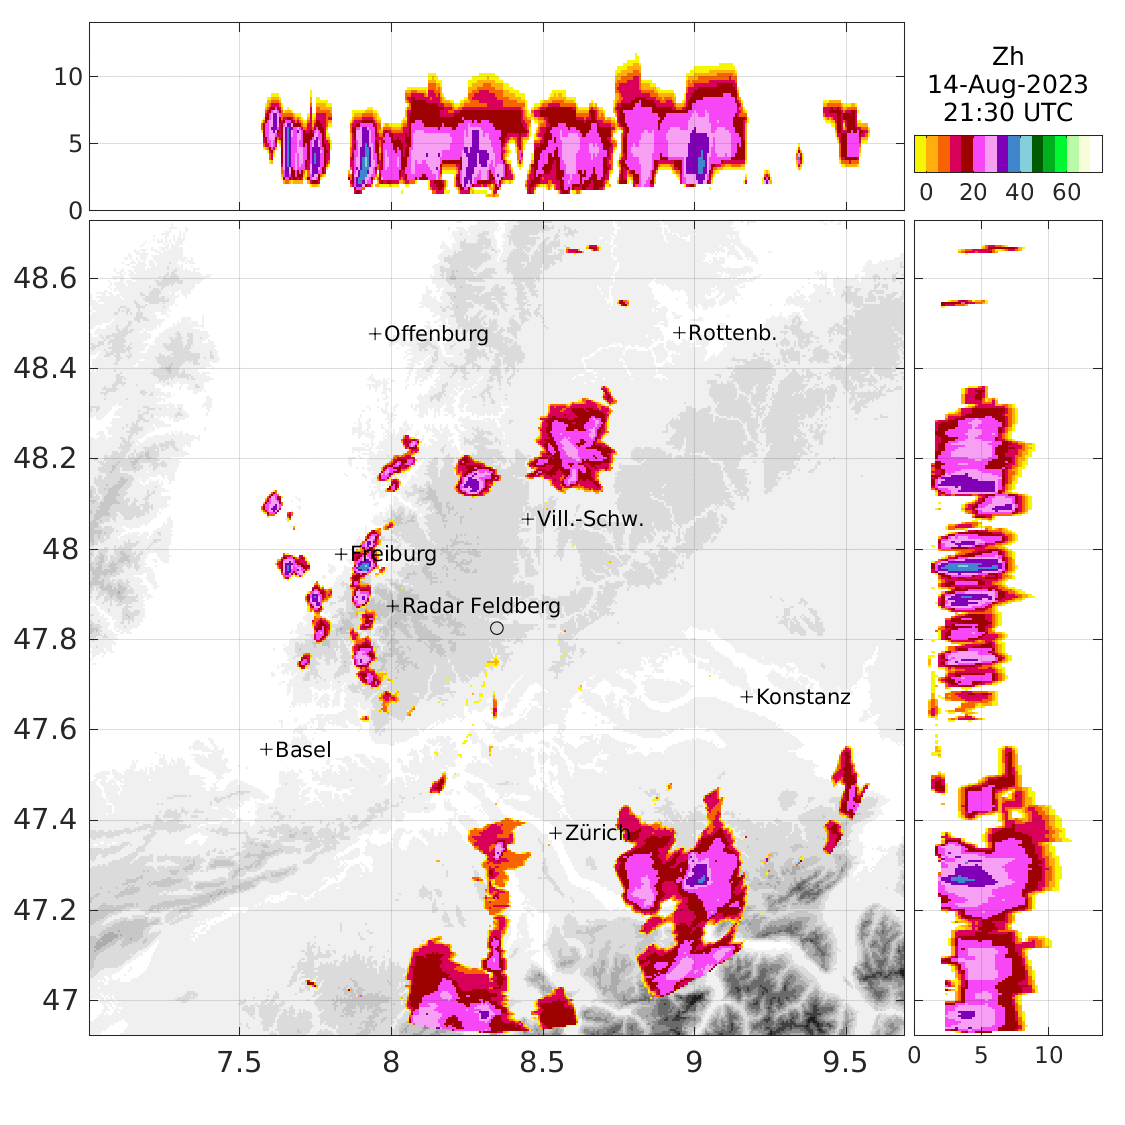 10
5
0
Zh
14-Aug-2023
21:30 UTC
0 20 40 60
48.6
48.4
48.2
48
47.8
47.6
47.4
47.2
47
Offenburg
Rottenb.
Vill.-Schw.
Freiburg
Radar Feldberg
Konstanz
Basel
Zürich
7.5 8 8.5 9 9.5
0 5 10